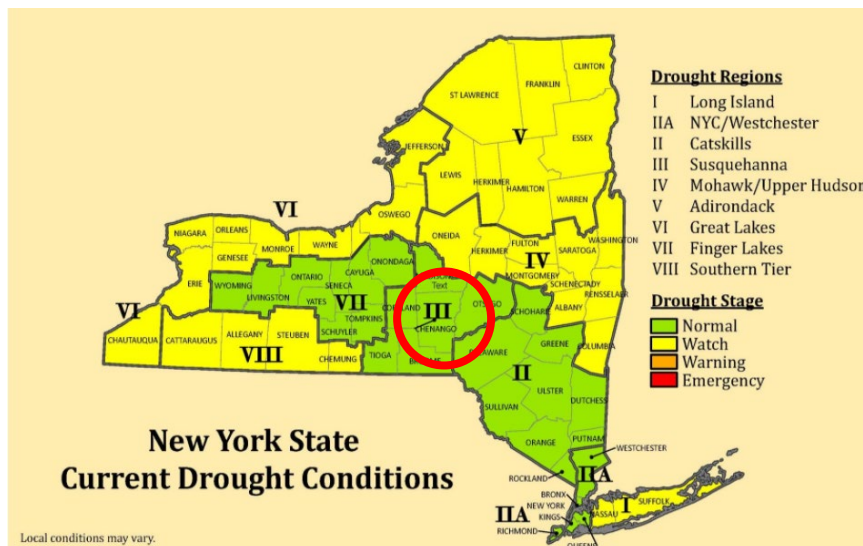 Drought Regions
I Long Island
IIA NYC/Westchester
II Catskills
III Susquehanna
IV Mohawk/Upper Hudson
V Adirondack
VI Great Lakes
VII Finger Lakes
VIII Southern Tier
Drought Stage
Normal
Watch
Warning
Emergency
CLINTON
FRANKLIN
ST LAWRENCE
V
ESSEX
JEFFERSON
LEWIS
HERKIMER
HAMILTON
WARREN
VI
OSWEGO
ONEIDA
WASHINGTON
NIAGARA
ORLEANS
MONROE
WAYNE
GENESEE
HERKIMER
FULTON
SARATOGA
IV
MONTGOMERY
ONONDAGA
CAYUGA
ONTARIO
SENECA
ERIE
WYOMING
LIVINGSTON
YATES
VII
Text
III
SCHENECTADY
RENSSELAER
ALBANY
SCHOHARIE
TOMPKINS
SCHUYLER
CHENANGO
VI
CHAUTAUQUA
CATTARAUGUS
ALLEGANY
STEUBEN
VIII
CHEMUNG
TIOGA
GREENE
COLUMBIA
II
ULSTER
DUTCHESS
SULLIVAN
ORANGE
PUTNAM
WESTCHESTER
ROCKLAND
IIA
BRONX
NEW YORK
IIA
KINGS
RICHMOND
NASSAU
I
SUFFOLK
New York State
Current Drought Conditions
Local conditions may vary.